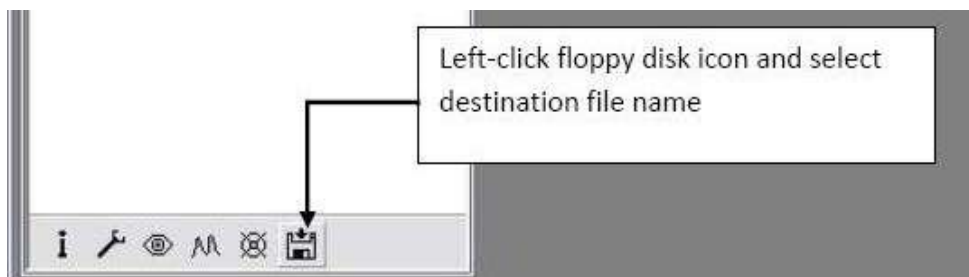 Left-click floppy disk icon and select
destination file name